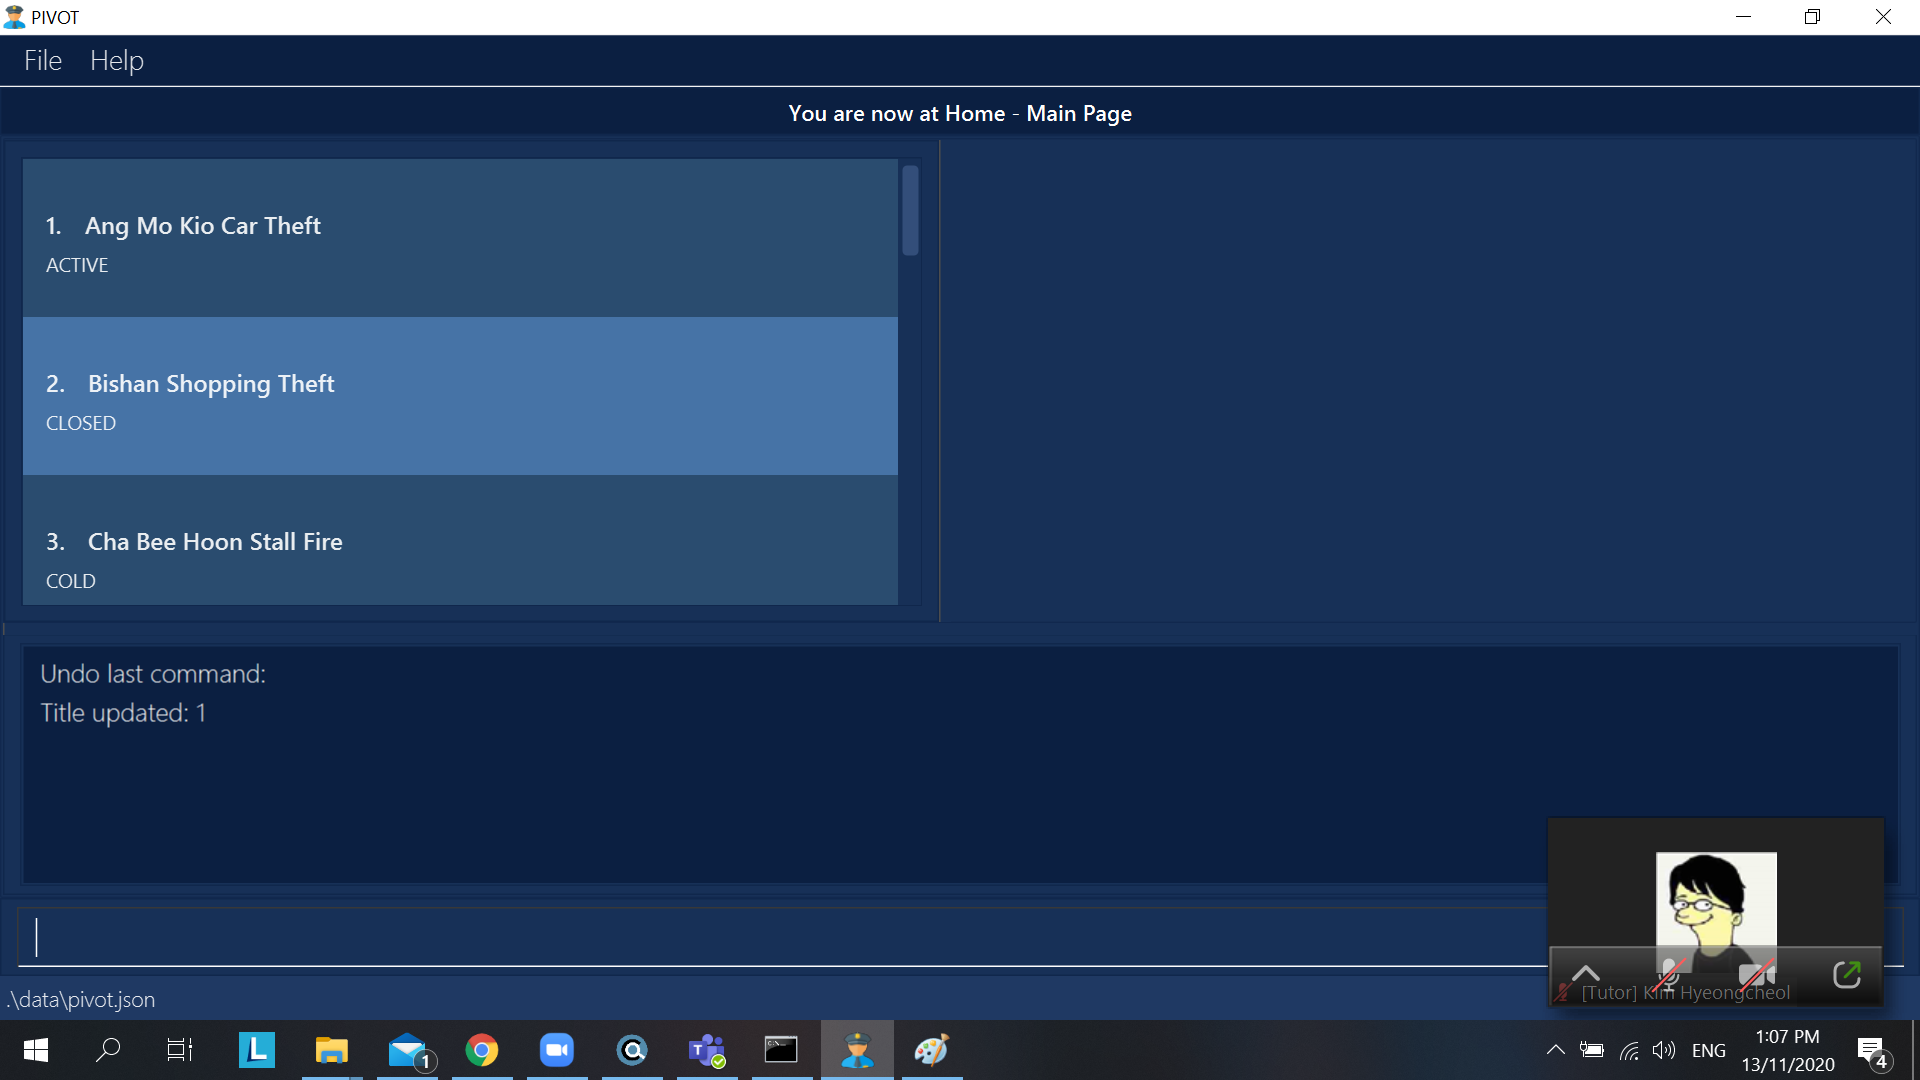 PIVOT
File Help
You are now at Home - Main Page
1. Ang Mo Kio Car Theft
ACTIVE
2. Bishan Shopping Theft
CLOSED
3. Cha Bee Hoon Stall Fire
COLD
Undo last command:
Title updated: 1
[Tutor] Kim Hyeongcheol
.\data\pivot.json
L
1
T
C:\_
ENG
1:07 PM
13/11/2020
4